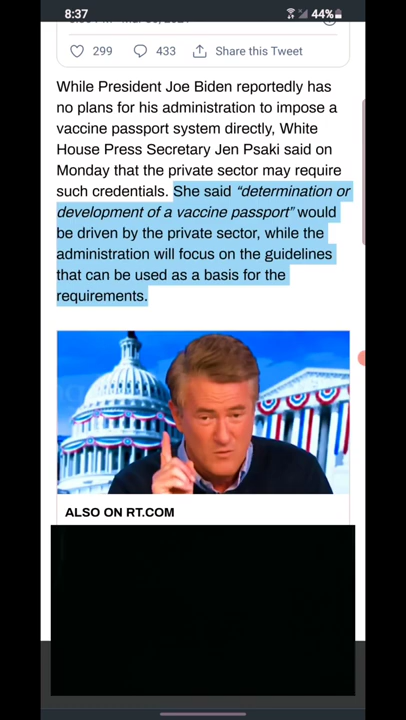 8:37
44%
299 433 Share this Tweet
While President Joe Biden reportedly has
no plans for his administration to impose a
vaccine passport system directly, White
House Press Secretary Jen Psaki said on
Monday that the private sector may require
such credentials. She said “determination or
development of a vaccine passport” would
be driven by the private sector, while the
administration will focus on the guidelines
that can be used as a basis for the
requirements.
ALSO ON RT.COM